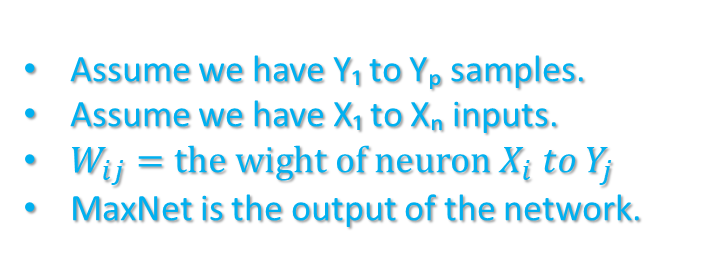 • Assume we have Y₁ to Yₚ samples.
• Assume we have X₁ to Xₙ inputs.
• Wᵢⱼ = the wight of neuron Xᵢ to Yⱼ
• MaxNet is the output of the network.